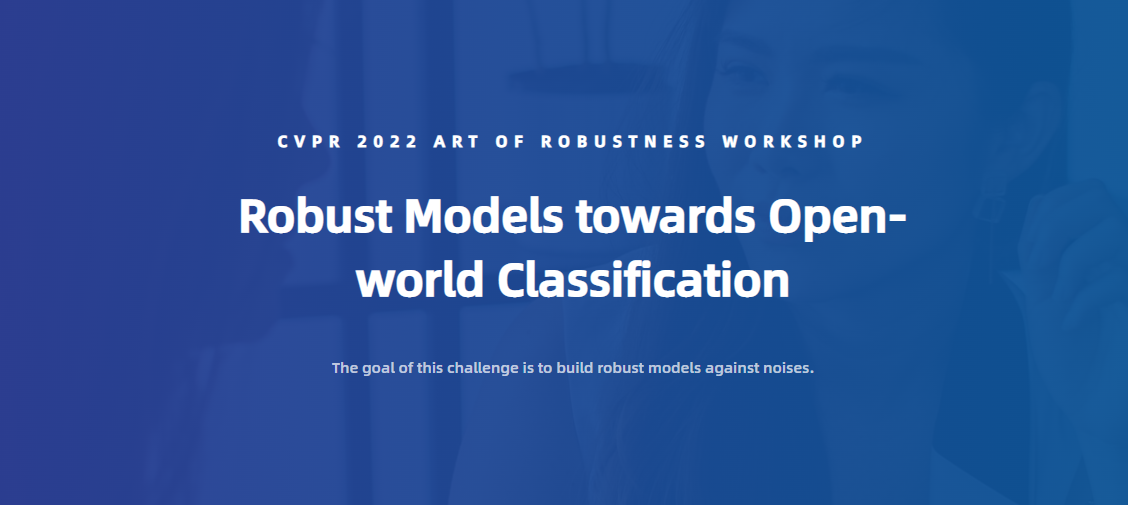 CVPR 2022 ART OF ROBUSTNESS WORKSHOP
Robust Models towards Open-
world Classification
The goal of this challenge is to build robust models against noises.